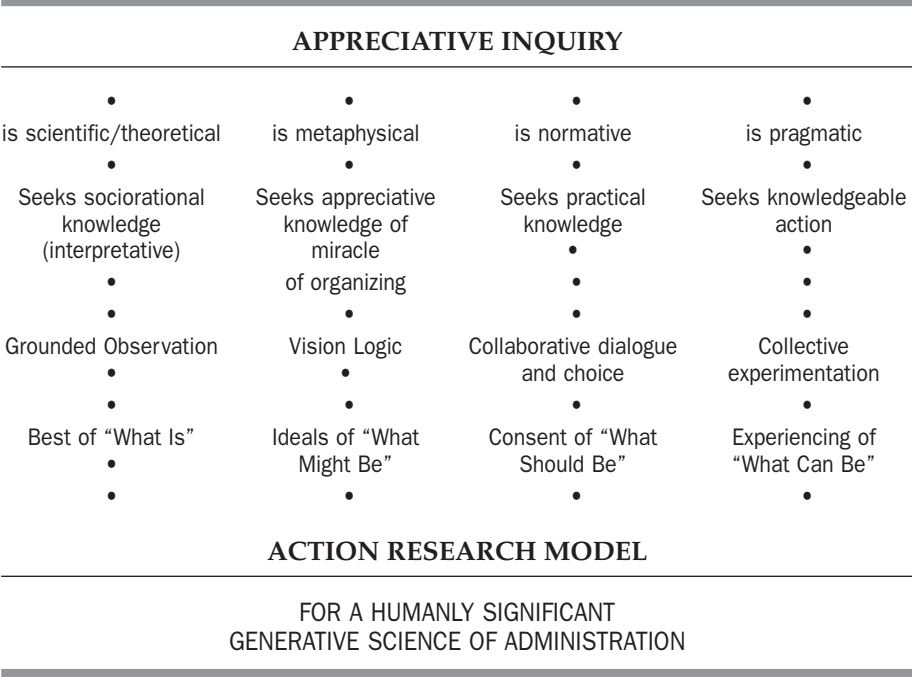 APPRECIATIVE INQUIRY
• • • •
is scientific/theoretical is metaphysical is normative is pragmatic
• • • •
Seeks sociorational Seeks appreciative Seeks practical Seeks knowledgeable
knowledge knowledge of knowledge action
(interpretative) miracle • •
• of organizing • •
• • • •
Grounded Observation Vision Logic Collaborative dialogue Collective
• • and choice experimentation
• • • •
Best of “What Is” Ideals of “What Consent of “What Experiencing of
• Might Be” Should Be” “What Can Be”
• • • •
ACTION RESEARCH MODEL
FOR A HUMANLY SIGNIFICANT
GENERATIVE SCIENCE OF ADMINISTRATION